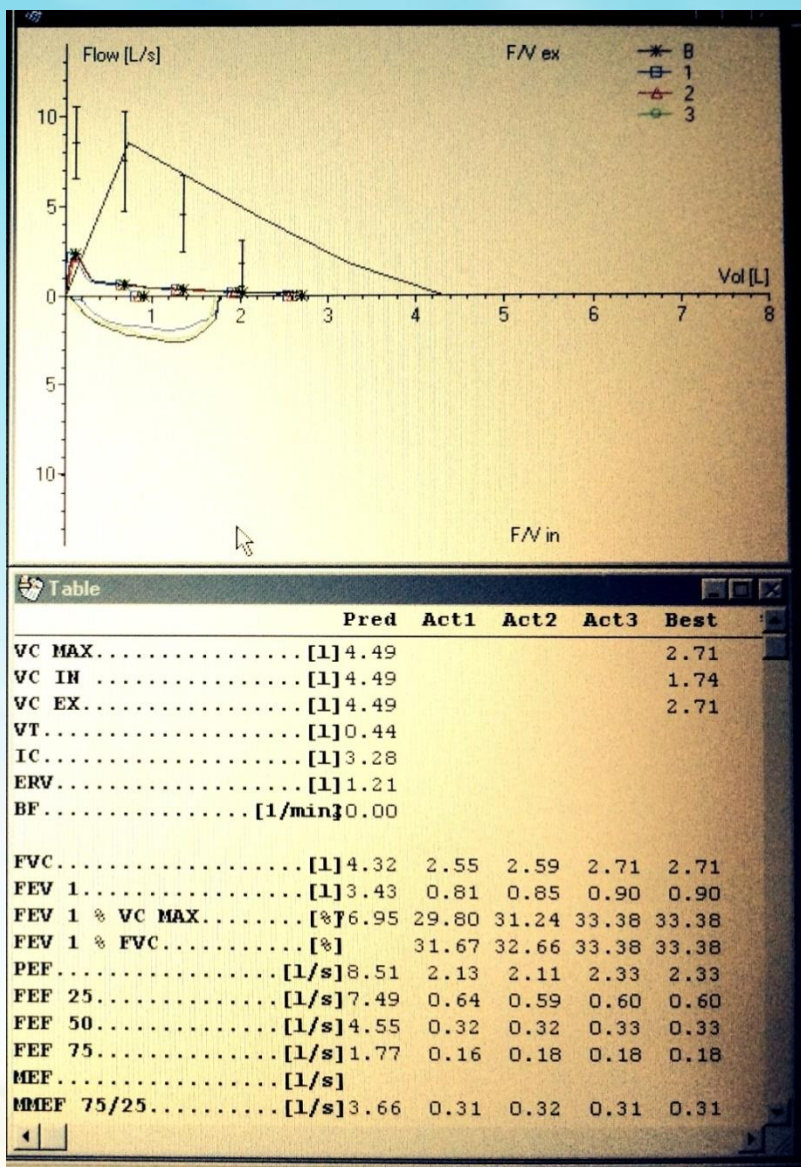 Flow [L/s] F/V ex B
1
2
3
10
5
Vol [L]
0 1 2 3 4 5 6 7 8
5
10
F/V in
Table
Pred Act1 Act2 Act3 Best
VC MAX................[l] 4.49 2.71
VC IN ................[l] 4.49 1.74
VC EX.................[l] 4.49 2.71
VT....................[l] 0.44
IC....................[l] 3.28
ERV...................[l] 1.21
BF................[1/min] 0.00
FVC...................[l] 4.32 2.55 2.59 2.71 2.71
FEV 1.................[l] 3.43 0.81 0.85 0.90 0.90
FEV 1 % VC MAX........[%] 76.95 29.80 31.24 33.38 33.38
FEV 1 % FVC...........[%] 31.67 32.66 33.38 33.38
PEF.................[l/s] 8.51 2.13 2.11 2.33 2.33
FEF 25..............[l/s] 7.49 0.64 0.59 0.60 0.60
FEF 50..............[l/s] 4.55 0.32 0.32 0.33 0.33
FEF 75..............[l/s] 1.77 0.16 0.18 0.18 0.18
MEF.................[l/s]
MMEF 75/25..........[l/s] 3.66 0.31 0.32 0.31 0.31